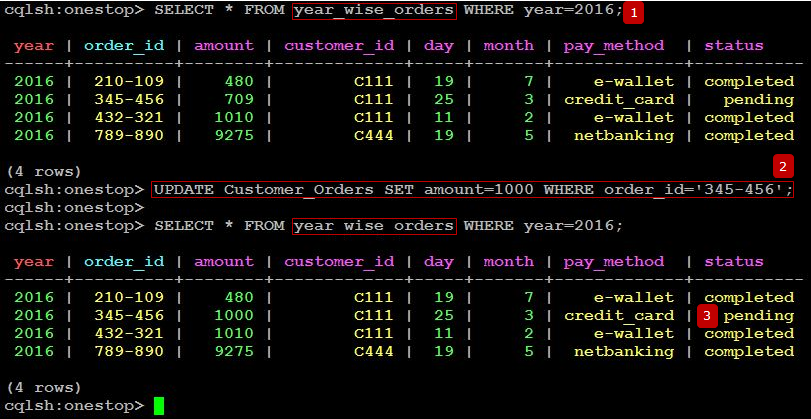 cqlsh:onestop> SELECT * FROM year_wise_orders WHERE year=2016; 1
year | order_id | amount | customer_id | day | month | pay_method | status
------+----------+--------+-------------+-----+-------+-------------+-----------
2016 | 210-109 | 480 | C111 | 19 | 7 | e-wallet | completed
2016 | 345-456 | 709 | C111 | 25 | 3 | credit_card | pending
2016 | 432-321 | 1010 | C111 | 11 | 2 | e-wallet | completed
2016 | 789-890 | 9275 | C444 | 19 | 5 | netbanking | completed
(4 rows)
2
cqlsh:onestop> UPDATE Customer_Orders SET amount=1000 WHERE order_id='345-456';
cqlsh:onestop>
cqlsh:onestop> SELECT * FROM year_wise_orders WHERE year=2016;
year | order_id | amount | customer_id | day | month | pay_method | status
------+----------+--------+-------------+-----+-------+-------------+-----------
2016 | 210-109 | 480 | C111 | 19 | 7 | e-wallet | completed
2016 | 345-456 | 1000 | C111 | 25 | 3 | credit_card | 3 pending
2016 | 432-321 | 1010 | C111 | 11 | 2 | e-wallet | completed
2016 | 789-890 | 9275 | C444 | 19 | 5 | netbanking | completed
(4 rows)
cqlsh:onestop>